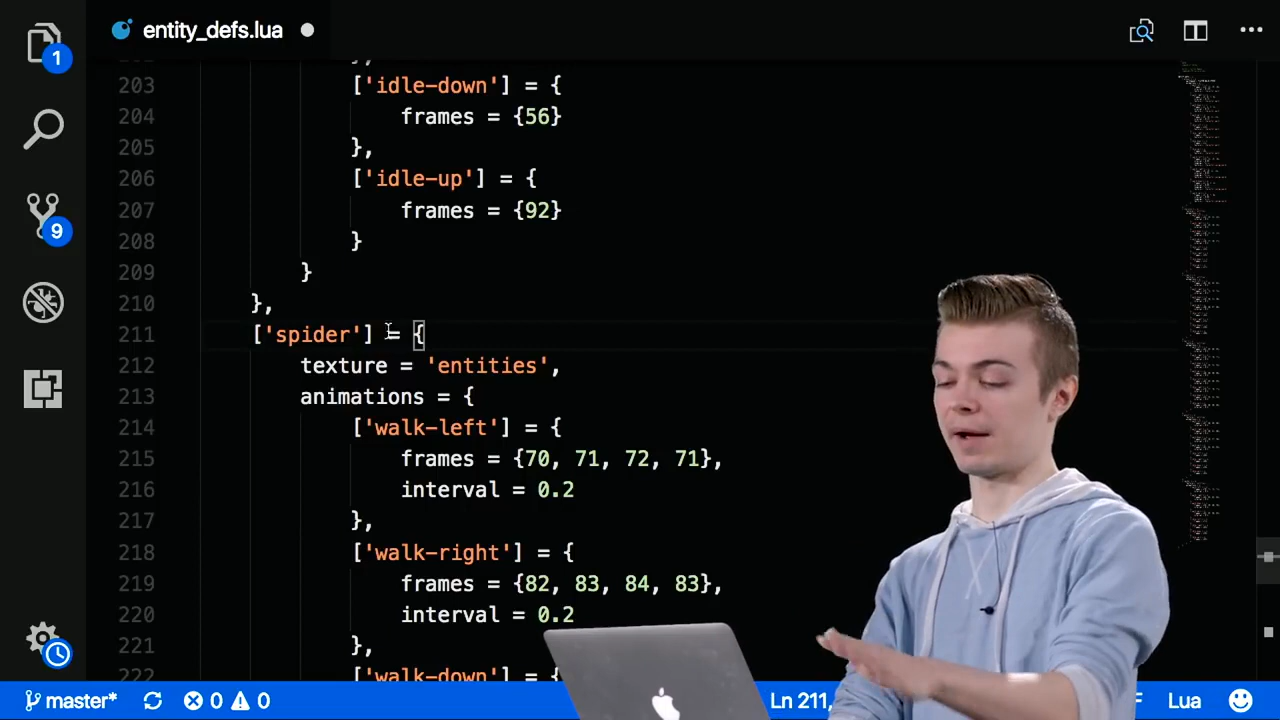 entity_defs.lua
1
203 ['idle-down'] = {
204 frames = {56}
205 },
206 ['idle-up'] = {
207 frames = {92}
208 }
209 }
210 },
211 ['spider'] = {
212 texture = 'entities',
213 animations = {
214 ['walk-left'] = {
215 frames = {70, 71, 72, 71},
216 interval = 0.2
217 },
218 ['walk-right'] = {
219 frames = {82, 83, 84, 83},
220 interval = 0.2
221 },
222 ['walk-down'] = {
9
master* 0 0 Ln 211, Lua